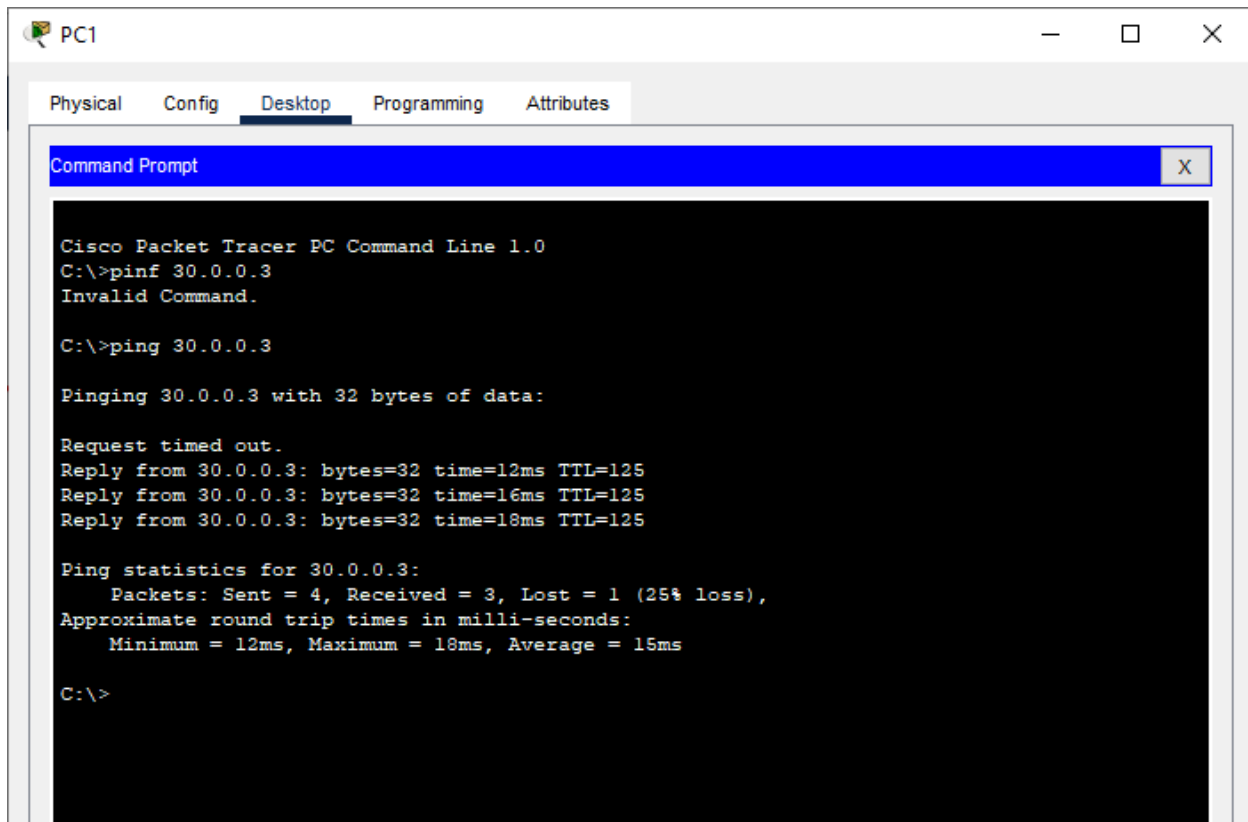 PC1
Physical Config Desktop Programming Attributes
Command Prompt X
Cisco Packet Tracer PC Command Line 1.0
C:\>pinf 30.0.0.3
Invalid Command.
C:\>ping 30.0.0.3
Pinging 30.0.0.3 with 32 bytes of data:
Request timed out.
Reply from 30.0.0.3: bytes=32 time=12ms TTL=125
Reply from 30.0.0.3: bytes=32 time=16ms TTL=125
Reply from 30.0.0.3: bytes=32 time=18ms TTL=125
Ping statistics for 30.0.0.3:
Packets: Sent = 4, Received = 3, Lost = 1 (25% loss),
Approximate round trip times in milli-seconds:
Minimum = 12ms, Maximum = 18ms, Average = 15ms
C:\>